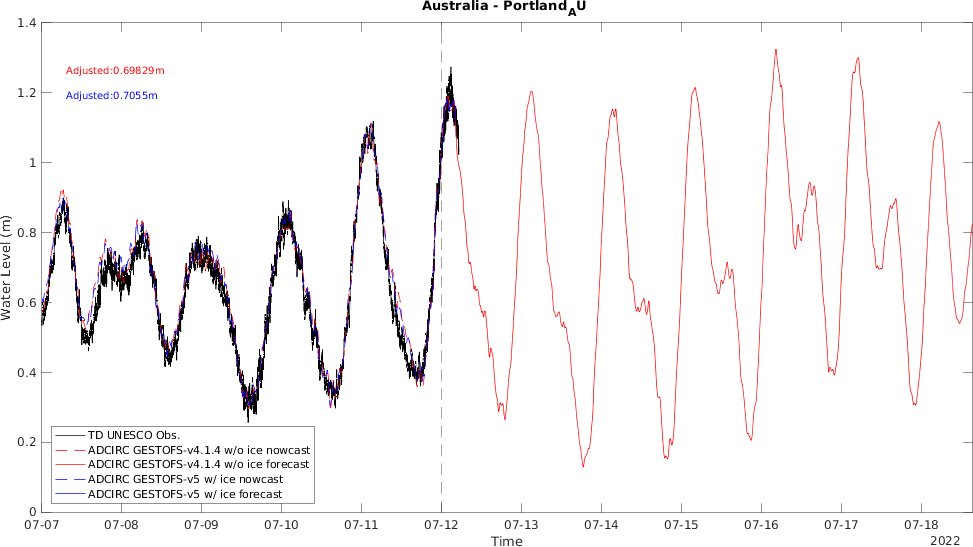 Australia - Portland_AU
1.4
1.2
1
0.8
0.6
0.4
0.2
0
Water Level (m)
Adjusted:0.69829m
Adjusted:0.7055m
TD UNESCO Obs.
ADCIRC GESTOFS-v4.1.4 w/o ice nowcast
ADCIRC GESTOFS-v4.1.4 w/o ice forecast
ADCIRC GESTOFS-v5 w/ ice nowcast
ADCIRC GESTOFS-v5 w/ ice forecast
07-07 07-08 07-09 07-10 07-11 07-12 07-13 07-14 07-15 07-16 07-17 07-18
Time
2022